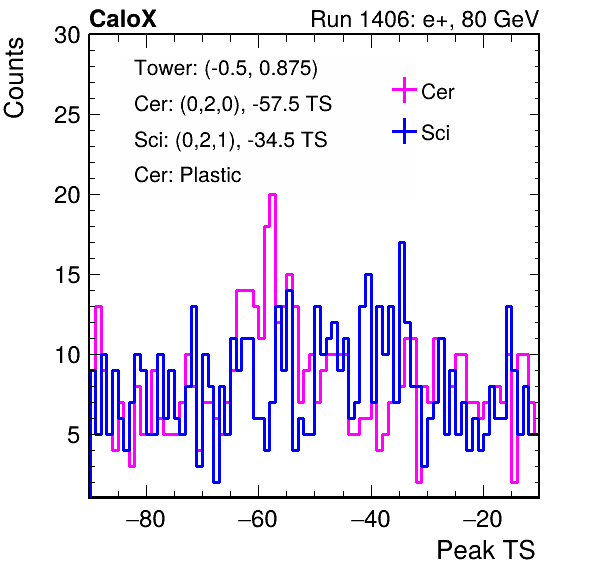 CaloX Run 1406: e+, 80 GeV
Counts
30
25
20
15
10
5
Tower: (-0.5, 0.875)
Cer: (0,2,0), -57.5 TS
Sci: (0,2,1), -34.5 TS
Cer: Plastic
Cer
Sci
−80 −60 −40 −20
Peak TS